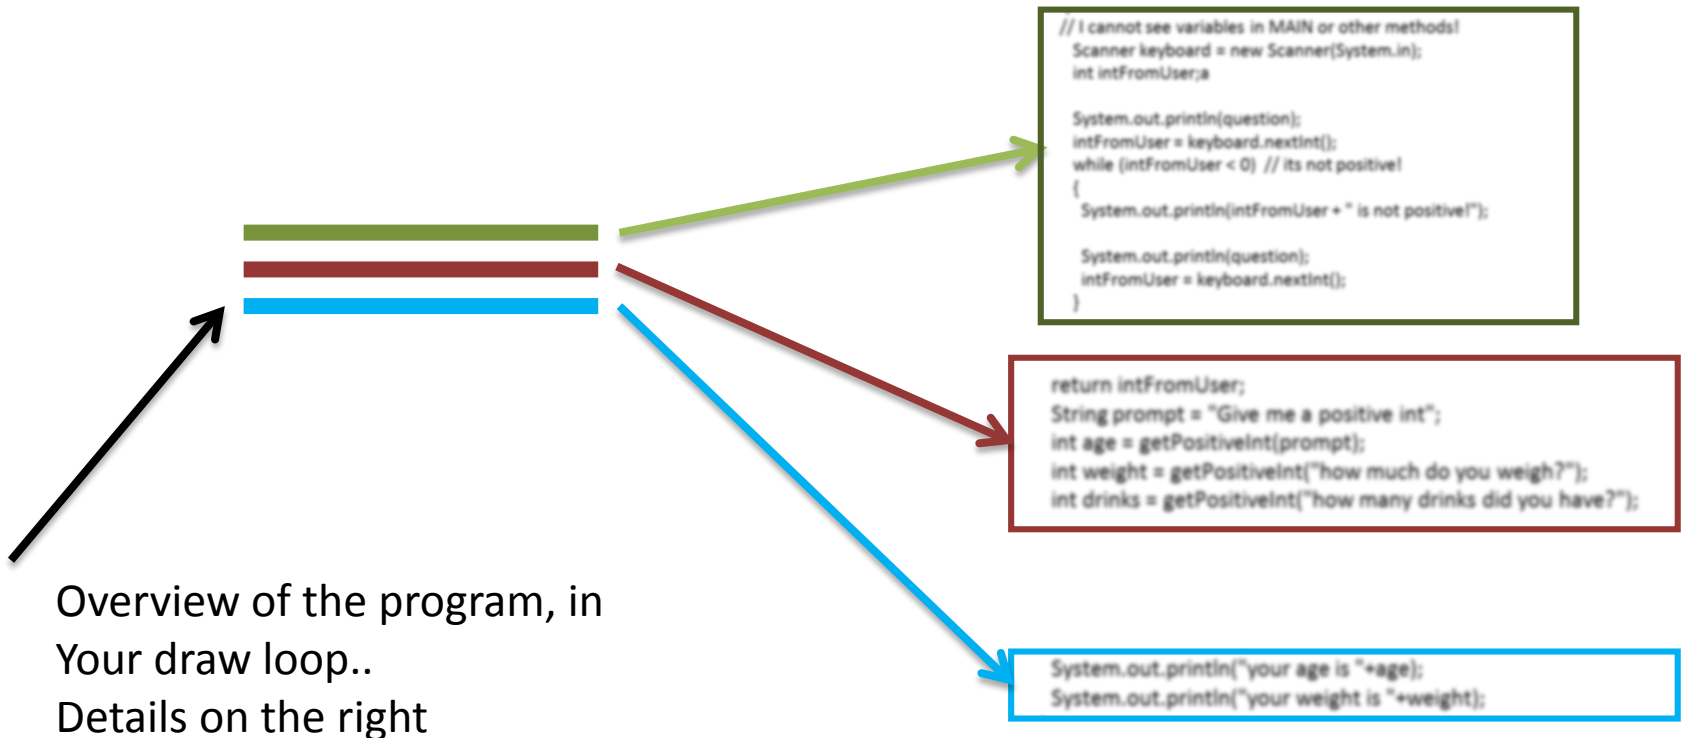 // I cannot see variables in MAIN or other methods!
Scanner keyboard = new Scanner(System.in);
int intFromUser;a
System.out.println(question);
intFromUser = keyboard.nextInt();
while (intFromUser < 0) // its not positive!
{
System.out.println(intFromUser + " is not positive!");
System.out.println(question);
intFromUser = keyboard.nextInt();
}
return intFromUser;
String prompt = "Give me a positive int";
int age = getPositiveInt(prompt);
int weight = getPositiveInt("how much do you weigh?");
int drinks = getPositiveInt("how many drinks did you have?");
System.out.println("your age is "+age);
System.out.println("your weight is "+weight);
Overview of the program, in
Your draw loop..
Details on the right